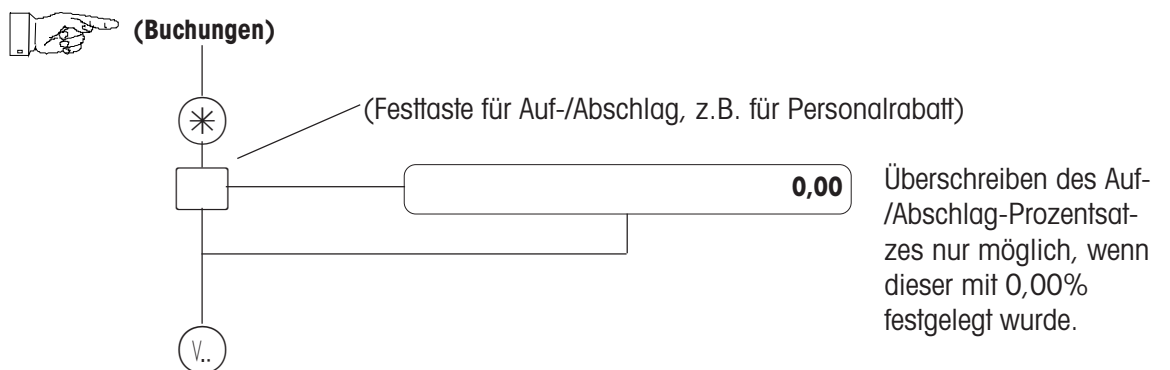 (Buchungen)
(Festtaste für Auf-/Abschlag, z.B. für Personalrabatt)
0,00
Überschreiben des Auf-
/Abschlag-Prozentsat-
zes nur möglich, wenn
dieser mit 0,00%
festgelegt wurde.
V..